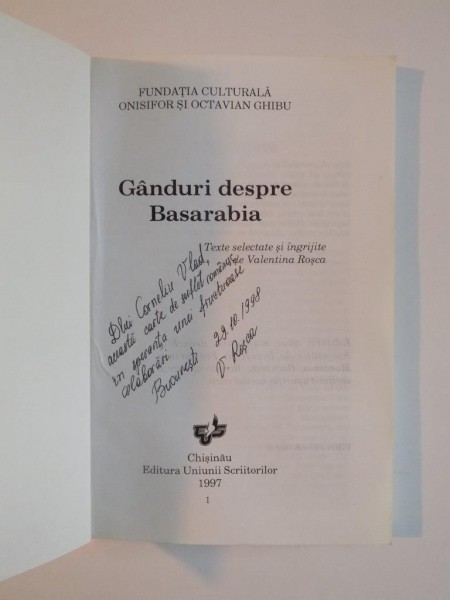 FUNDAȚIA CULTURALĂ
ONISIFOR ȘI OCTAVIAN GHIBU
Gânduri despre
Basarabia
Texte selectate și îngrijite
de Valentina Roșca
Dlui Corneliu Vlad,
această carte de suflet românesc
în speranța unei fructuoase
colaborări
București 29.10.1998
V Roșca
Chișinău
Editura Uniunii Scriitorilor
1997
1